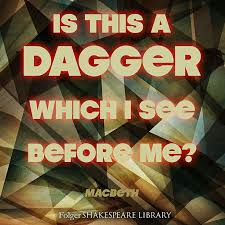 IS THIS A
DAGGER
WHICH I SEE
BEFORE ME?
MACBETH
Folger SHAKESPEARE LIBRARY